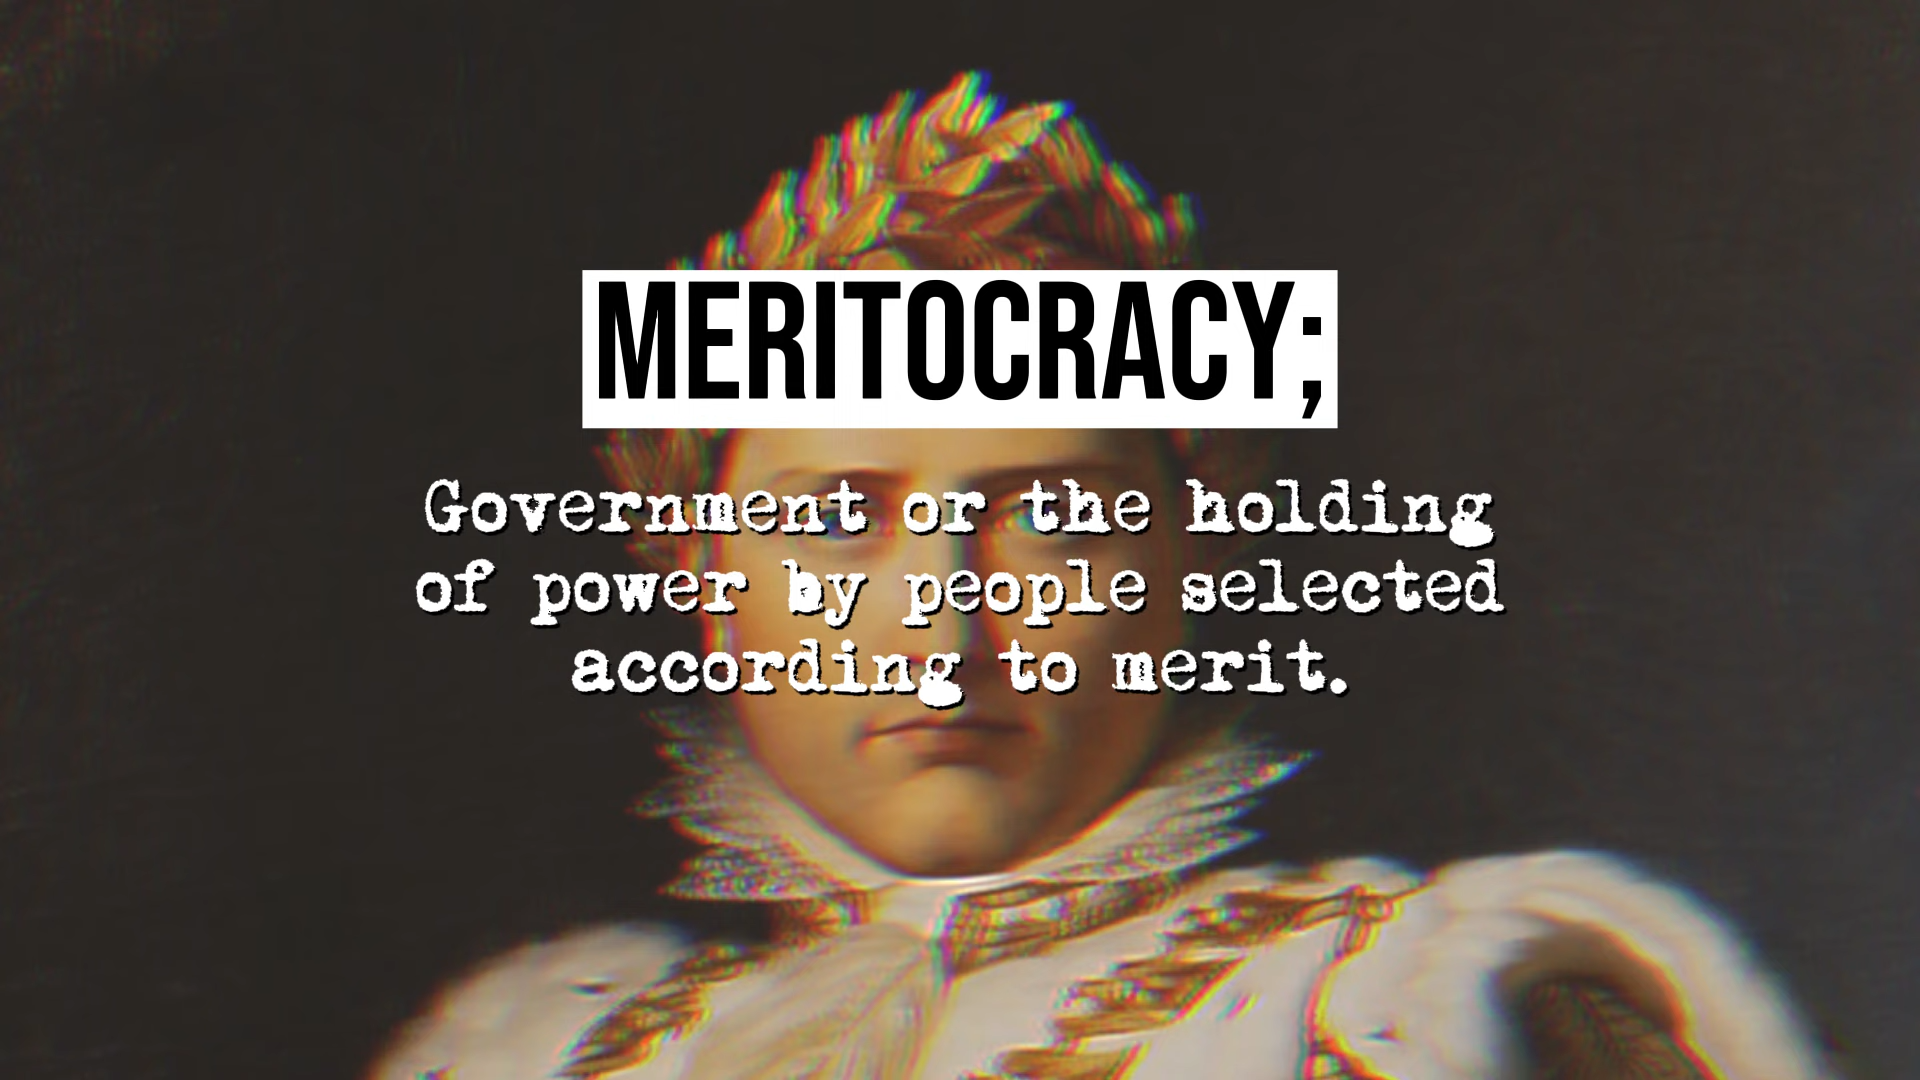 MERITOCRACY;
Government or the holding
of power by people selected
according to merit.